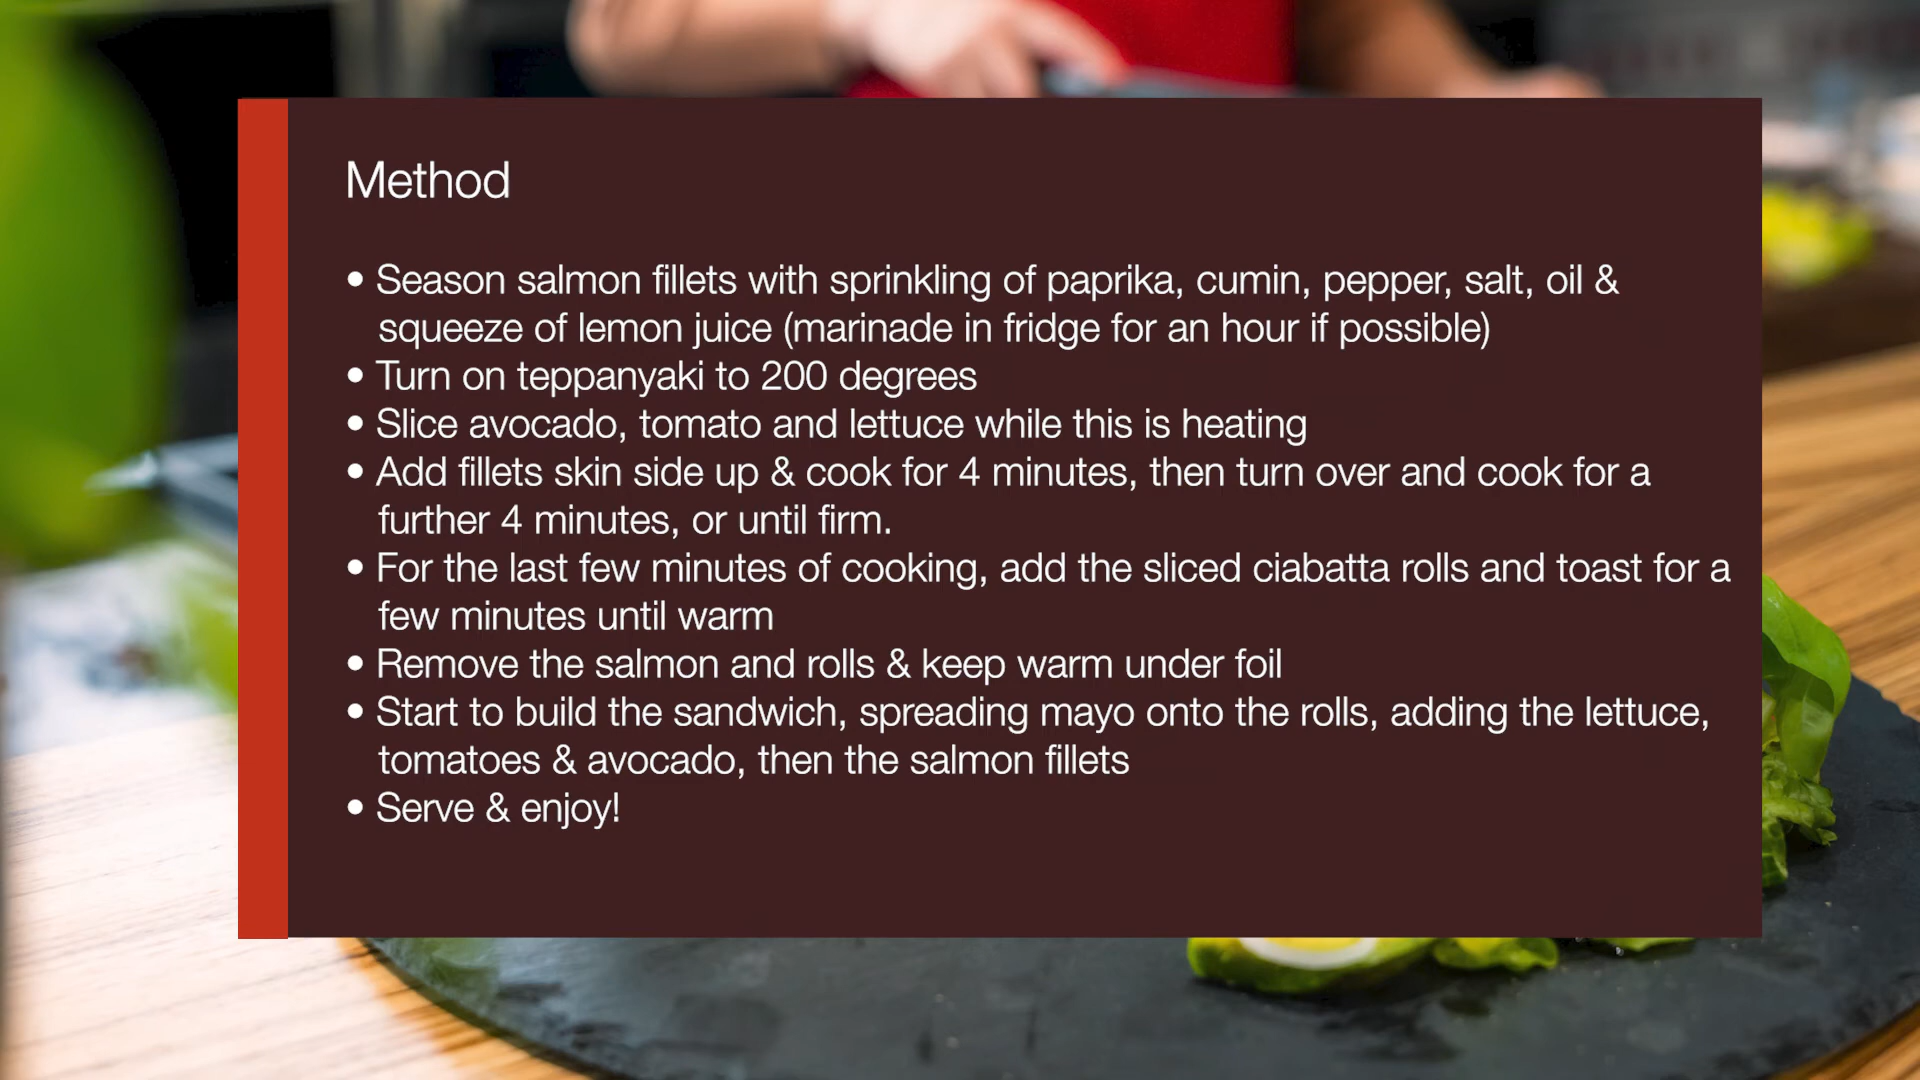 Method
• Season salmon fillets with sprinkling of paprika, cumin, pepper, salt, oil &
squeeze of lemon juice (marinade in fridge for an hour if possible)
• Turn on teppanyaki to 200 degrees
• Slice avocado, tomato and lettuce while this is heating
• Add fillets skin side up & cook for 4 minutes, then turn over and cook for a
further 4 minutes, or until firm.
• For the last few minutes of cooking, add the sliced ciabatta rolls and toast for a
few minutes until warm
• Remove the salmon and rolls & keep warm under foil
• Start to build the sandwich, spreading mayo onto the rolls, adding the lettuce,
tomatoes & avocado, then the salmon fillets
• Serve & enjoy!